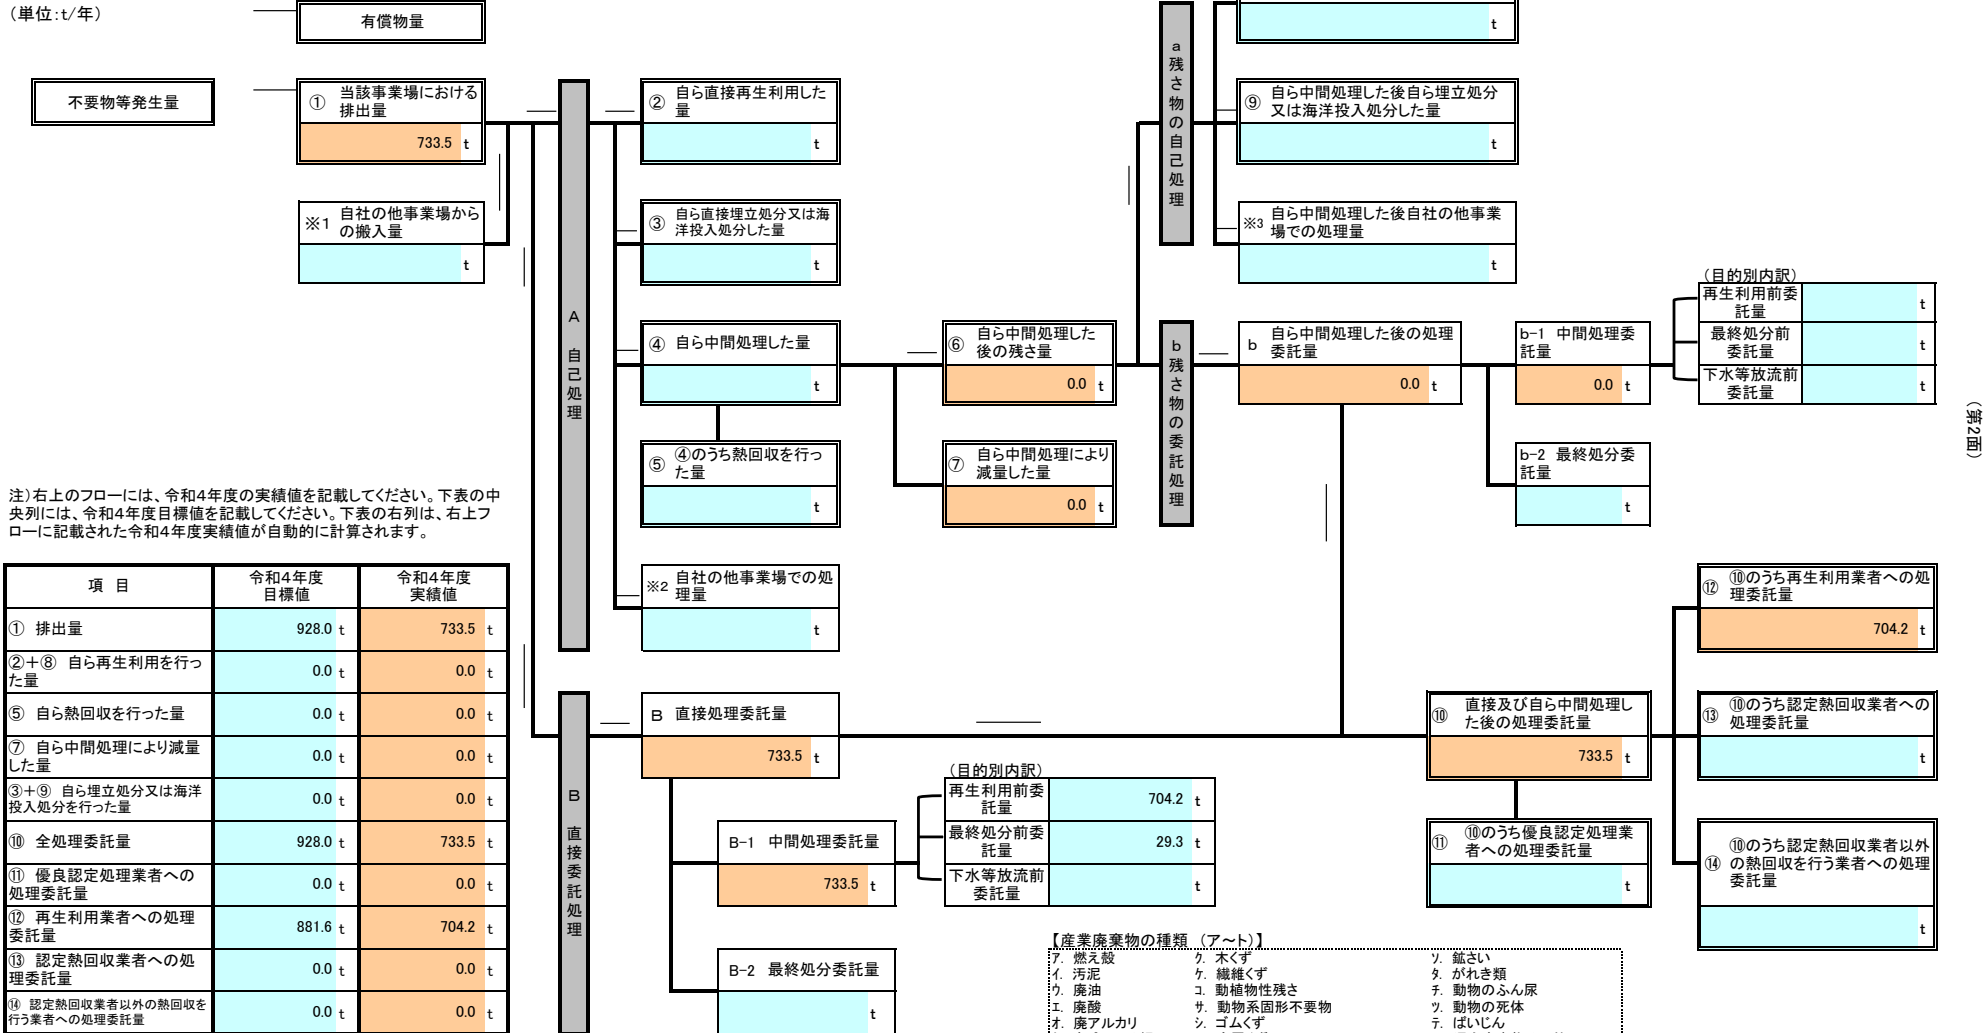 （単位：t/年）
有償物量
t
不要物等発生量
① 当該事業場における
排出量
733.5 t
※1 自社の他事業場から
の搬入量
t
A 自己処理
② 自ら直接再生利用した
量
t
③ 自ら直接埋立処分又は海
洋投入処分した量
t
④ 自ら中間処理した量
t
⑤ ④のうち熱回収を行っ
た量
t
※2 自社の他事業場での処
理量
t
⑥ 自ら中間処理した
後の残さ量
0.0 t
⑦ 自ら中間処理により
減量した量
0.0 t
a 残さ物の自己処理
⑨ 自ら中間処理した後自ら埋立処分
又は海洋投入処分した量
t
※3 自ら中間処理した後自社の他事業
場での処理量
t
b 残さ物の委託処理
b 自ら中間処理した後の処理
委託量
0.0 t
b-1 中間処理委
託量
0.0 t
b-2 最終処分委
託量
t
（目的別内訳）
再生利用前委
託量
t
最終処分前
委託量
t
下水等放流前
委託量
t
（第2面）
注）右上のフローには、令和4年度の実績値を記載してください。下表の中
央列には、令和4年度目標値を記載してください。下表の右列は、右上フ
ローに記載された令和4年度実績値が自動的に計算されます。
項 目 令和4年度
目標値 令和4年度
実績値
① 排出量 928.0 t 733.5 t
②＋⑧ 自ら再生利用を行っ
た量 0.0 t 0.0 t
⑤ 自ら熱回収を行った量 0.0 t 0.0 t
⑦ 自ら中間処理により減量
した量 0.0 t 0.0 t
③＋⑨ 自ら埋立処分又は海洋
投入処分を行った量 0.0 t 0.0 t
⑩ 全処理委託量 928.0 t 733.5 t
⑪ 優良認定処理業者への
処理委託量 0.0 t 0.0 t
⑫ 再生利用業者への処理
委託量 881.6 t 704.2 t
⑬ 認定熱回収業者への処
理委託量 0.0 t 0.0 t
⑭ 認定熱回収業者以外の熱回収を
行う業者への処理委託量 0.0 t 0.0 t
B 直接委託処理
B 直接処理委託量
733.5 t
B-1 中間処理委託量
733.5 t
B-2 最終処分委託量
t
（目的別内訳）
再生利用前委
託量 704.2 t
最終処分前委
託量 29.3 t
下水等放流前
委託量 t
⑩ 直接及び自ら中間処理し
た後の処理委託量
733.5 t
⑪ ⑩のうち優良認定処理業
者への処理委託量
t
⑫ ⑩のうち再生利用業者への処
理委託量
704.2 t
⑬ ⑩のうち認定熱回収業者への
処理委託量
t
⑭ ⑩のうち認定熱回収業者以外
の熱回収を行う業者への処理
委託量
t
【産業廃棄物の種類 （ア～ト）】
ア. 燃え殻 ク. 木くず ソ. 鉱さい
イ. 汚泥 ケ. 繊維くず タ. がれき類
ウ. 廃油 コ. 動植物性残さ チ. 動物のふん尿
エ. 廃酸 サ. 動物系固形不要物 ツ. 動物の死体
オ. 廃アルカリ シ. ゴムくず テ. ばいじん